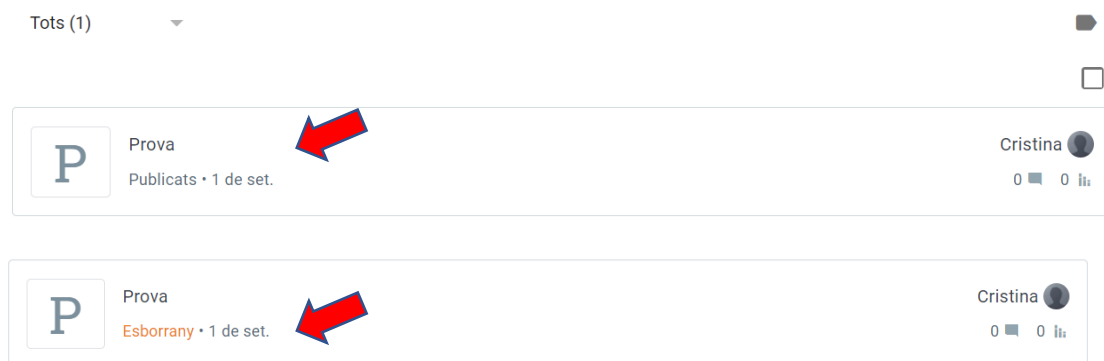 Tots (1)
P
Prova
Cristina
Publicats • 1 de set.
0 0
P
Prova
Cristina
Esborrany • 1 de set.
0 0